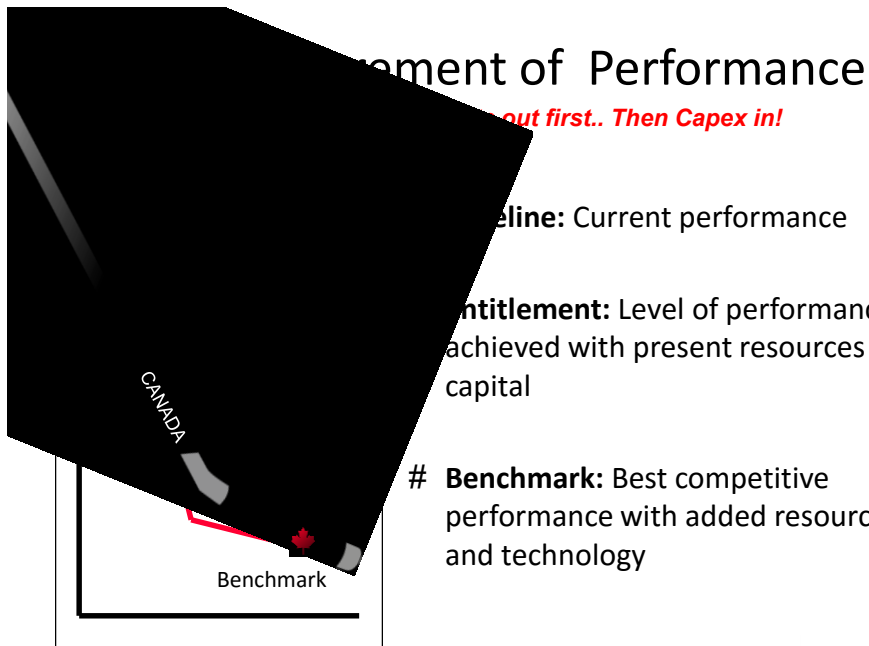 ement of Performance
out first.. Then Capex in!
eline: Current performance
ntitlement: Level of performanc
achieved with present resources
capital
CANADA
# Benchmark: Best competitive
performance with added resourc
and technology
Benchmark